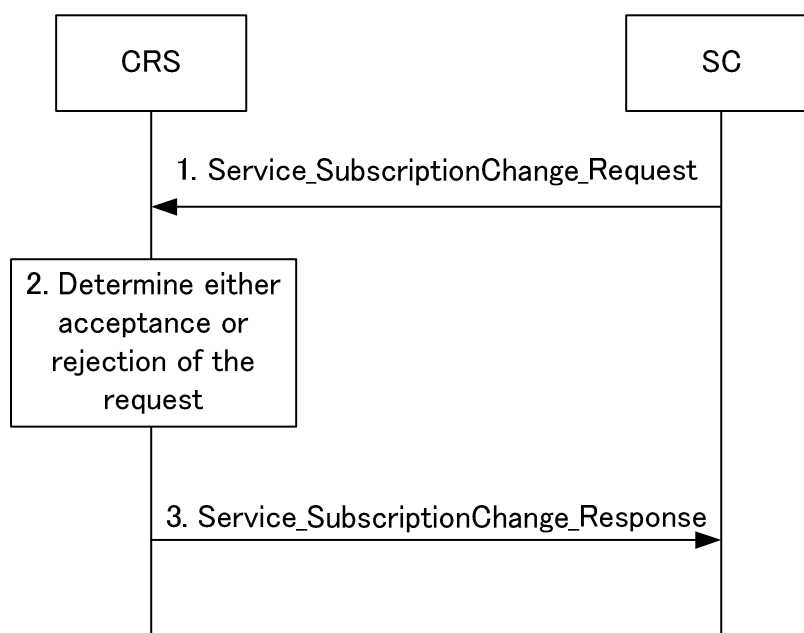 CRS
SC
1. Service_SubscriptionChange_Request
2. Determine either
acceptance or
rejection of the
request
3. Service_SubscriptionChange_Response